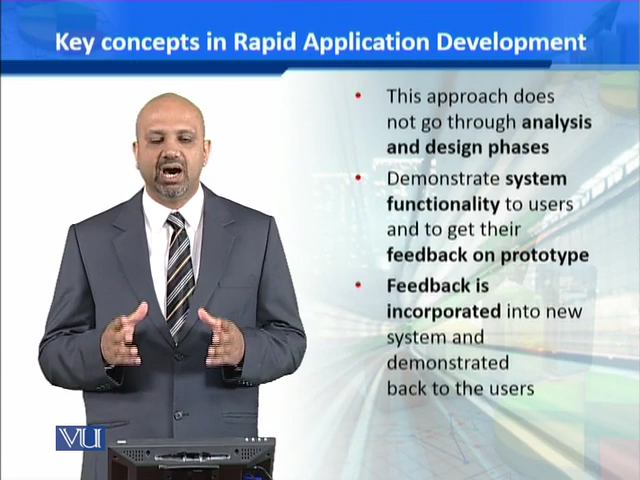 Key concepts in Rapid Application Development
• This approach does
not go through analysis
and design phases
• Demonstrate system
functionality to users
and to get their
feedback on prototype
• Feedback is
incorporated into new
system and
demonstrated
back to the users
VU